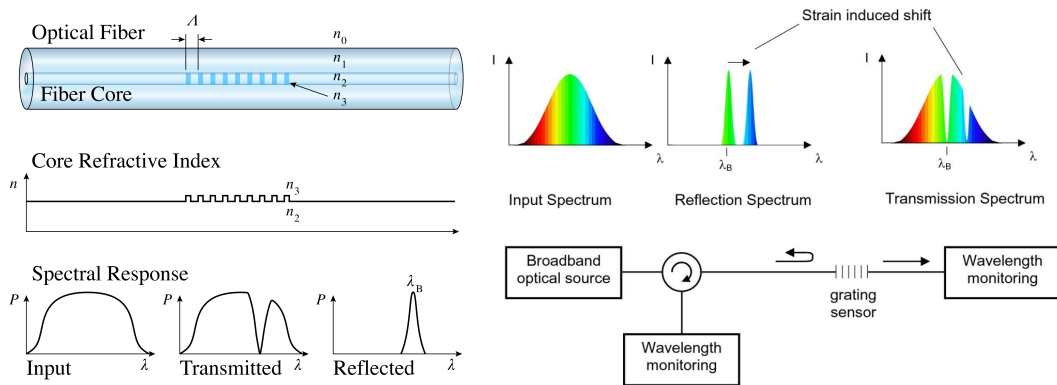 Optical Fiber
Λ
n0
n1
n2
n3
Fiber Core
Core Refractive Index
n
n3
n2
Spectral Response
P
λ
Input
P
λ
Transmitted
λB
P
λ
Reflected
Strain induced shift
I
λ
Input Spectrum
I
λB
λ
Reflection Spectrum
I
λB
λ
Transmission Spectrum
Broadband
optical source
grating
sensor
Wavelength
monitoring
Wavelength
monitoring